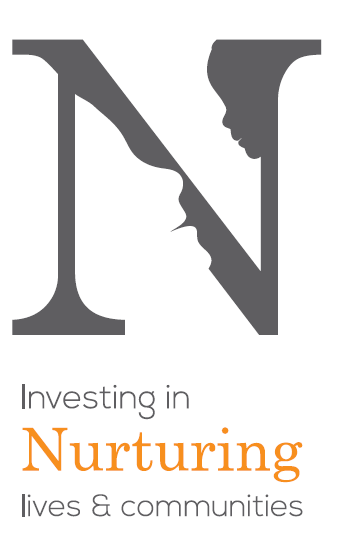 N
Investing in
Nurturing
lives & communities